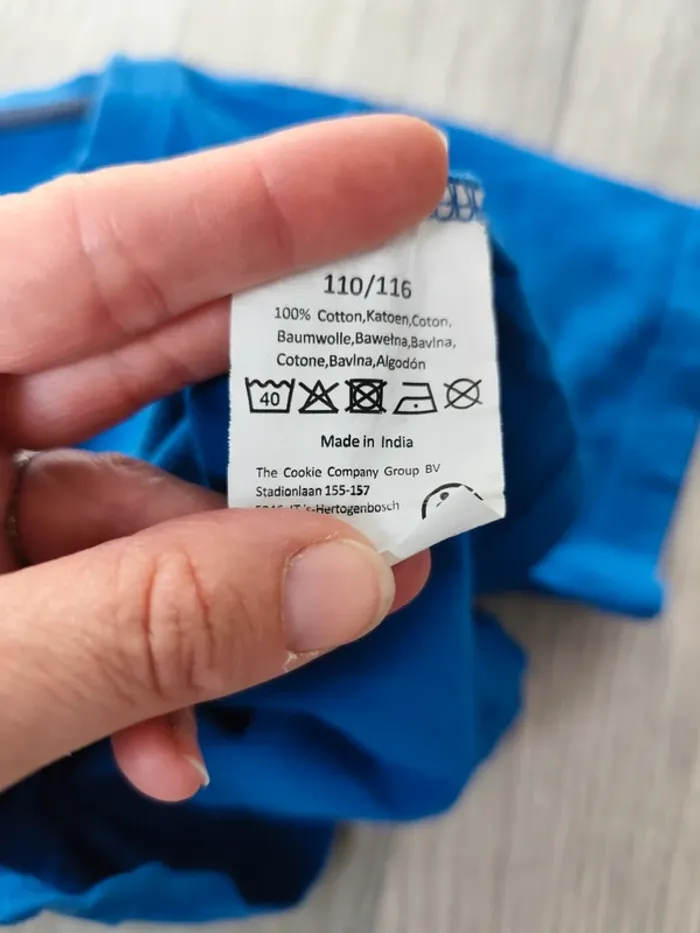 110/116
100% Cotton,Katoen,Coton,
Baumwolle,Bawełna,Bavlna,
Cotone,Bavlna,Algodón
40
Made in India
The Cookie Company Group BV
Stadionlaan 155-157
's-Hertogenbosch